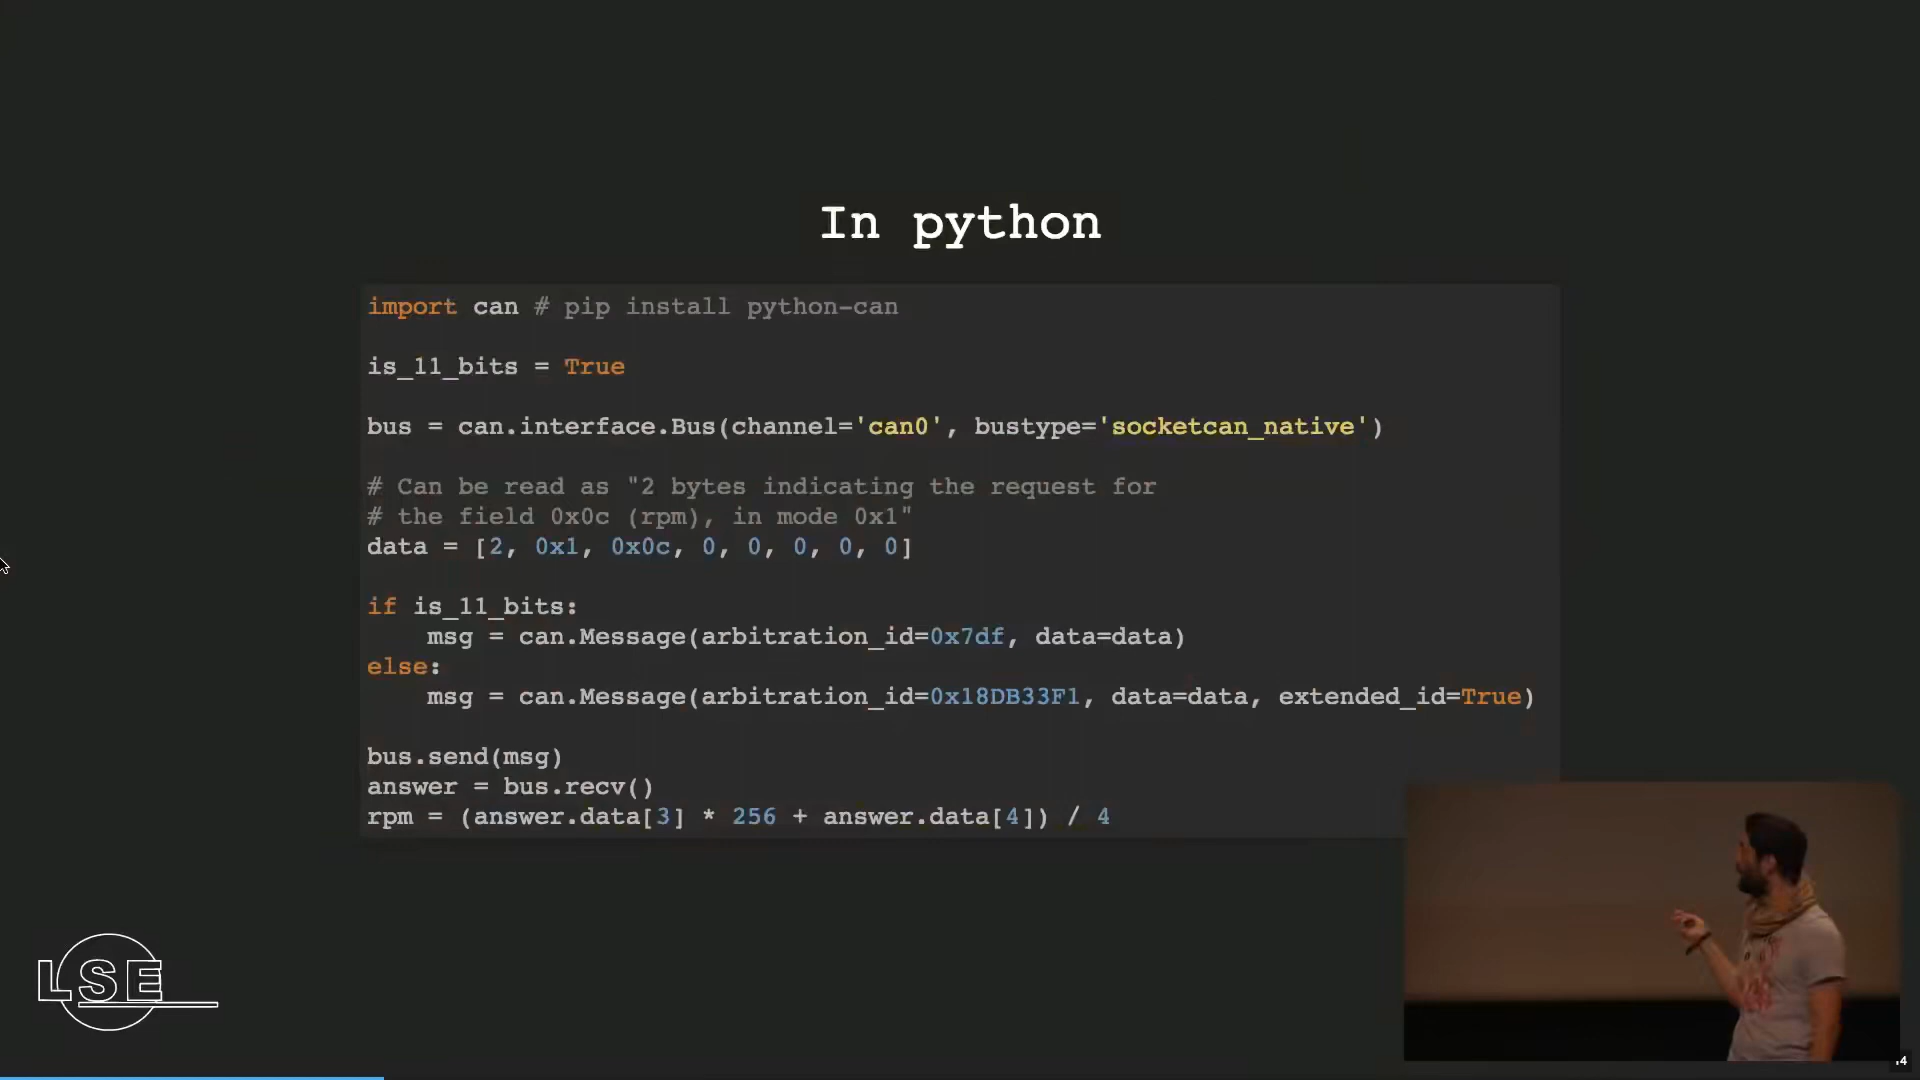 In python
import can # pip install python-can
is_11_bits = True
bus = can.interface.Bus(channel='can0', bustype='socketcan_native')
# Can be read as "2 bytes indicating the request for
# the field 0x0c (rpm), in mode 0x1"
data = [2, 0x1, 0x0c, 0, 0, 0, 0, 0]
if is_11_bits:
    msg = can.Message(arbitration_id=0x7df, data=data)
else:
    msg = can.Message(arbitration_id=0x18DB33F1, data=data, extended_id=True)
bus.send(msg)
answer = bus.recv()
rpm = (answer.data[3] * 256 + answer.data[4]) / 4
LSE